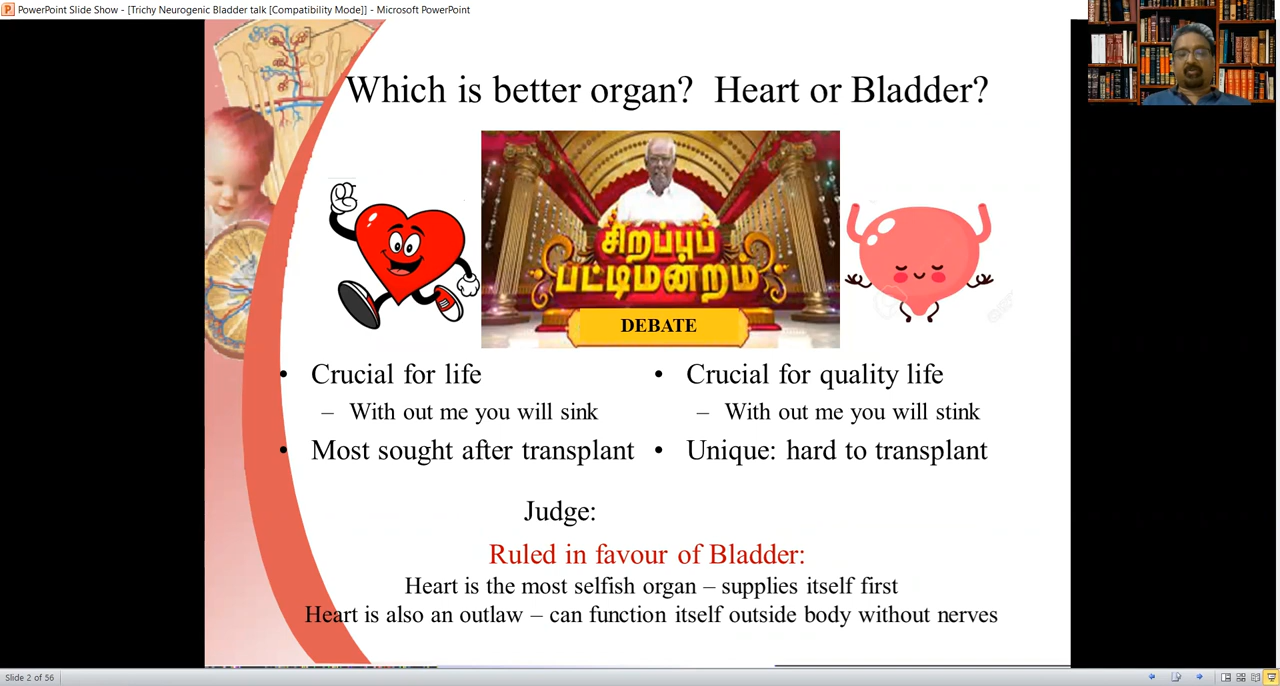 PowerPoint Slide Show - [Trichy Neurogenic Bladder talk [Compatibility Mode]] - Microsoft PowerPoint
Which is better organ? Heart or Bladder?
சிறப்புப்
பட்டிமன்றம்
DEBATE
• Crucial for life
– With out me you will sink
• Most sought after transplant
• Crucial for quality life
– With out me you will stink
• Unique: hard to transplant
Judge:
Ruled in favour of Bladder:
Heart is the most selfish organ – supplies itself first
Heart is also an outlaw – can function itself outside body without nerves
Slide 2 of 56